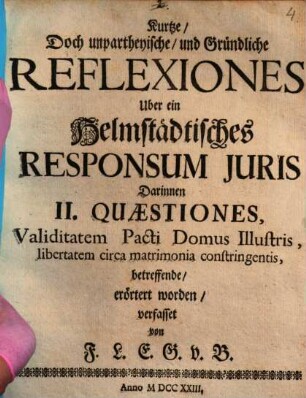 4
Kurtze/
Doch unpartheyische/ und Gründliche
REFLEXIONES
Uber ein
Helmstädtisches
RESPONSUM JURIS
Darinnen
II. QUÆSTIONES,
Validitatem Pacti Domus Illustris,
libertatem circa matrimonia constringentis,
betreffende/
erörtert worden/
verfasset
von
F. L. E. G. v. B.
Anno M DCC XXIII,